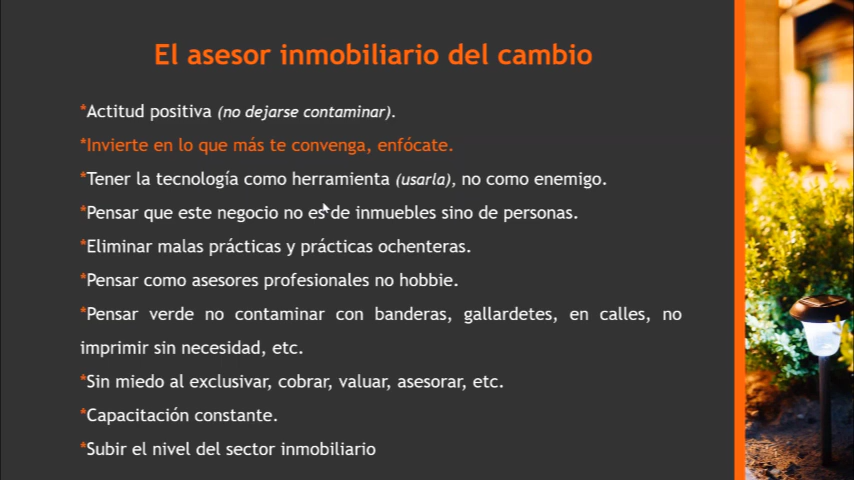 El asesor inmobiliario del cambio
*Actitud positiva (no dejarse contaminar).
*Invierte en lo que más te convenga, enfócate.
*Tener la tecnología como herramienta (usarla), no como enemigo.
*Pensar que este negocio no es de inmuebles sino de personas.
*Eliminar malas prácticas y prácticas ochenteras.
*Pensar como asesores profesionales no hobbie.
*Pensar verde no contaminar con banderas, gallardetes, en calles, no
imprimir sin necesidad, etc.
*Sin miedo al exclusivar, cobrar, valuar, asesorar, etc.
*Capacitación constante.
*Subir el nivel del sector inmobiliario